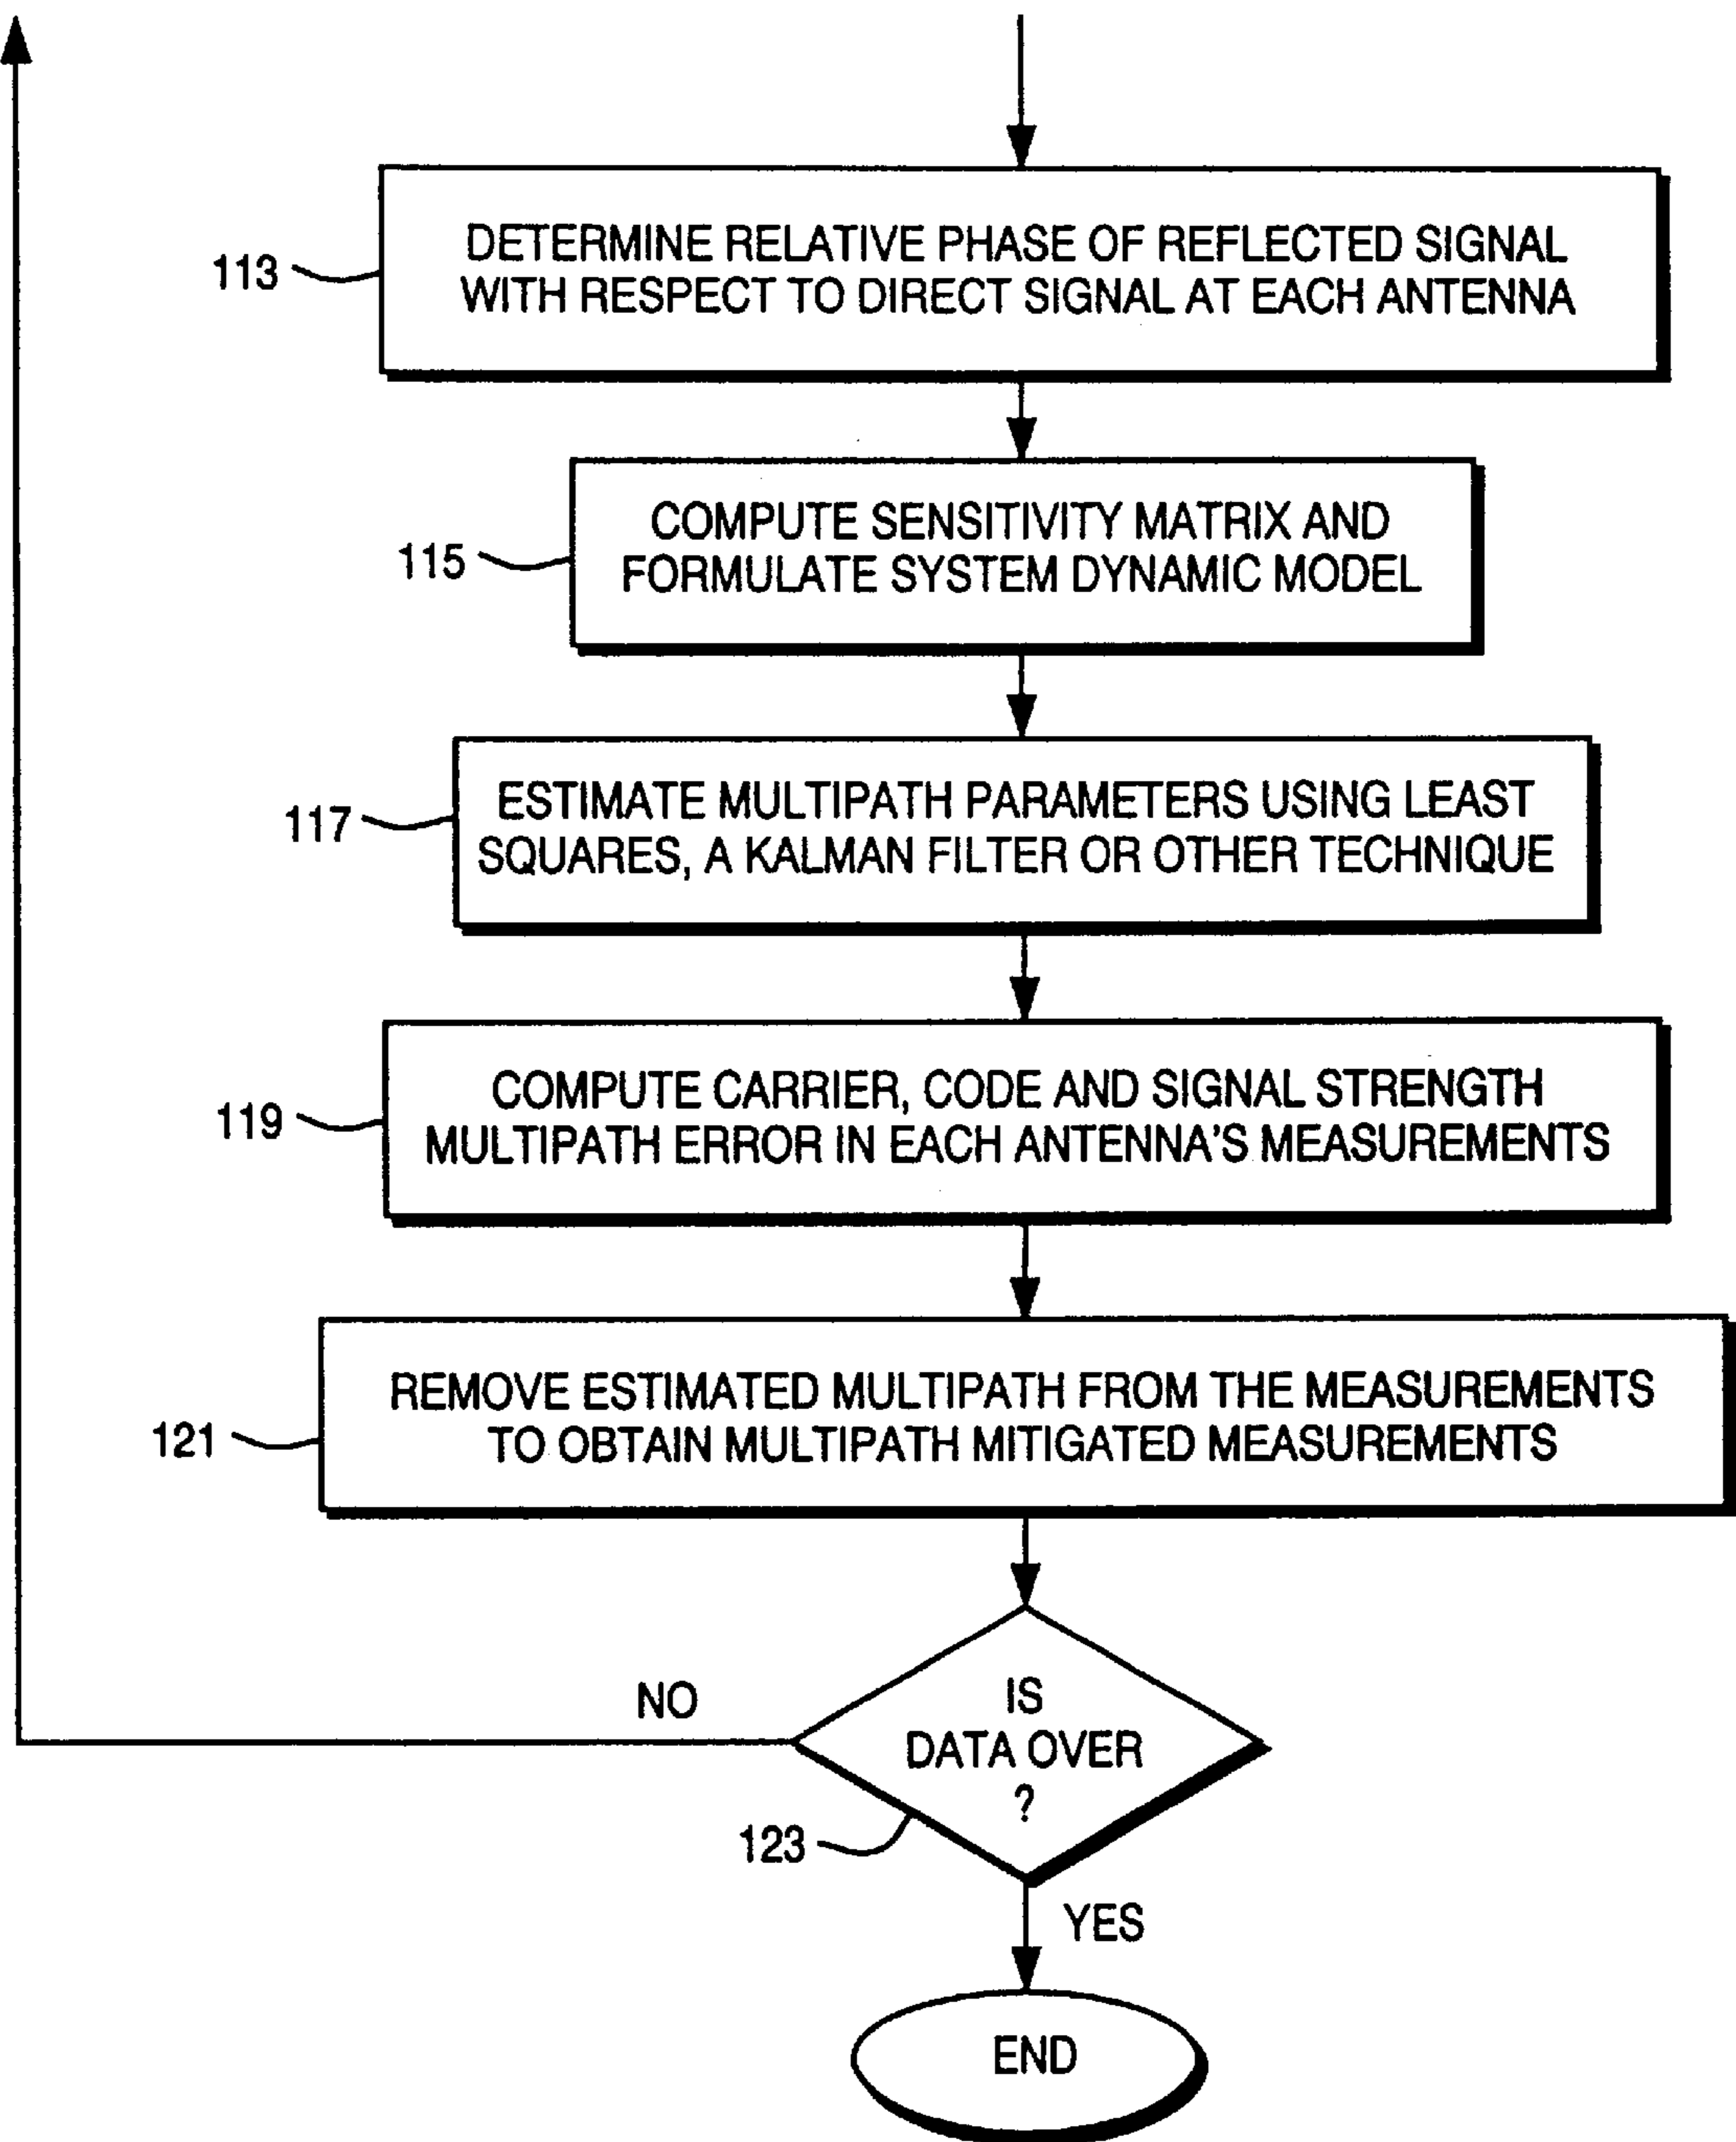 113
DETERMINE RELATIVE PHASE OF REFLECTED SIGNAL
WITH RESPECT TO DIRECT SIGNAL AT EACH ANTENNA
115
COMPUTE SENSITIVITY MATRIX AND
FORMULATE SYSTEM DYNAMIC MODEL
117
ESTIMATE MULTIPATH PARAMETERS USING LEAST
SQUARES, A KALMAN FILTER OR OTHER TECHNIQUE
119
COMPUTE CARRIER, CODE AND SIGNAL STRENGTH
MULTIPATH ERROR IN EACH ANTENNA'S MEASUREMENTS
121
REMOVE ESTIMATED MULTIPATH FROM THE MEASUREMENTS
TO OBTAIN MULTIPATH MITIGATED MEASUREMENTS
NO
IS
DATA OVER
?
123
YES
END